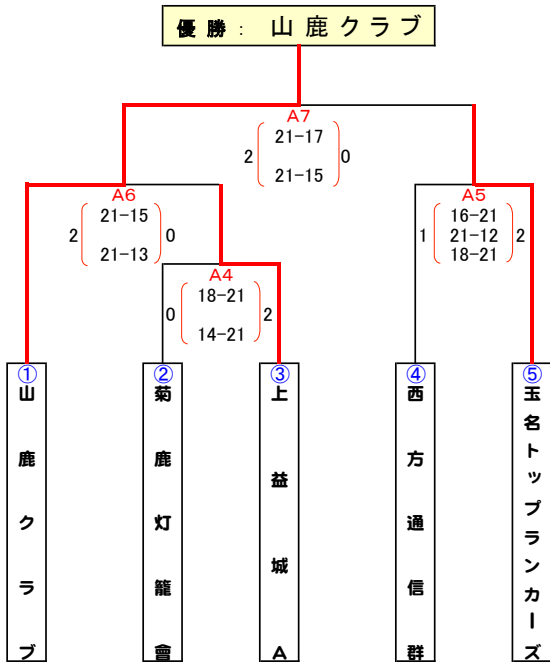 優勝： 山鹿クラブ
A7
21-17
2 0
21-15
A6
21-15
2 0
21-13
A5
16-21
1 21-12 2
18-21
A4
18-21
0 2
14-21
① ② ③ ④ ⑤
山鹿クラブ
菊鹿灯籠會
上益城A
西方通信群
玉名トップランカーズ